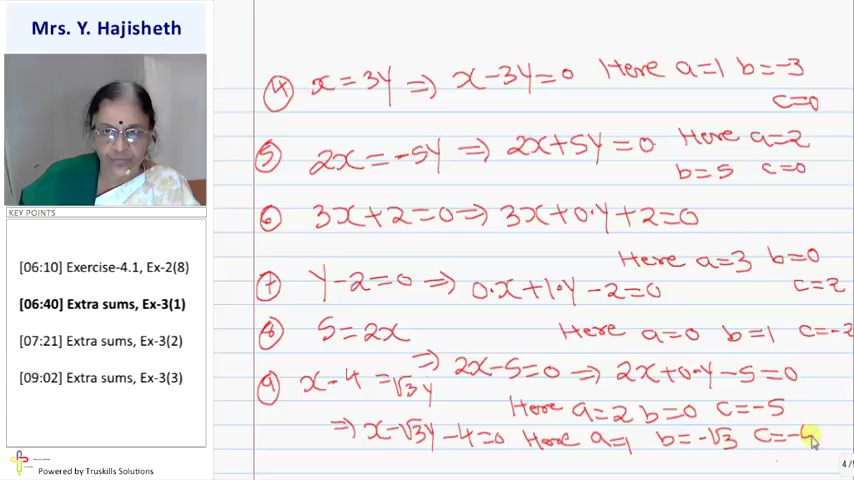 Mrs. Y. Hajisheth
KEY POINTS
[06:10] Exercise-4.1, Ex-2(8)
[06:40] Extra sums, Ex-3(1)
[07:21] Extra sums, Ex-3(2)
[09:02] Extra sums, Ex-3(3)
Powered by Truskills Solutions
④ x = 3y ⇒ x - 3y = 0 Here a=1 b=-3
c=0
⑤ 2x = -5y ⇒ 2x + 5y = 0 Here a=2
b=5 c=0
⑥ 3x + 2 = 0 ⇒ 3x + 0·y + 2 = 0
Here a=3 b=0
c=2
⑦ y - 2 = 0 ⇒ 0·x + 1·y - 2 = 0
Here a=0 b=1 c=-2
⑧ 5 = 2x
⇒ 2x - 5 = 0 ⇒ 2x + 0·y - 5 = 0
Here a=2 b=0 c=-5
⑨ x - 4 = √3 y
⇒ x - √3y - 4 = 0 Here a=1 b=-√3 c=-